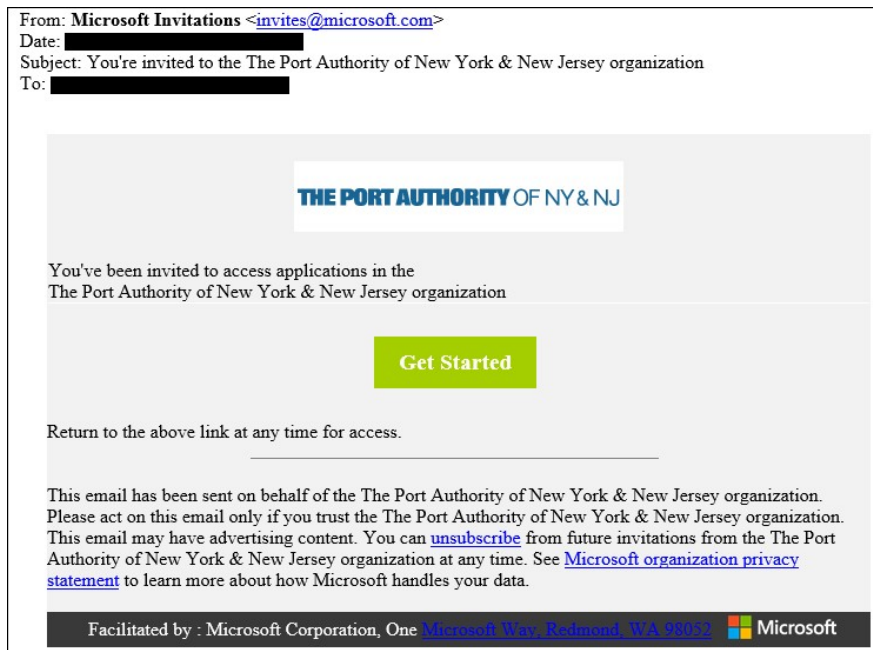 From: Microsoft Invitations <invites@microsoft.com>
Date:
Subject: You're invited to the The Port Authority of New York & New Jersey organization
To:
THE PORT AUTHORITY OF NY & NJ
You've been invited to access applications in the
The Port Authority of New York & New Jersey organization
Get Started
Return to the above link at any time for access.
This email has been sent on behalf of the The Port Authority of New York & New Jersey organization.
Please act on this email only if you trust the The Port Authority of New York & New Jersey organization.
This email may have advertising content. You can unsubscribe from future invitations from the The Port
Authority of New York & New Jersey organization at any time. See Microsoft organization privacy
statement to learn more about how Microsoft handles your data.
Facilitated by : Microsoft Corporation, One Microsoft Way, Redmond, WA 98052 Microsoft